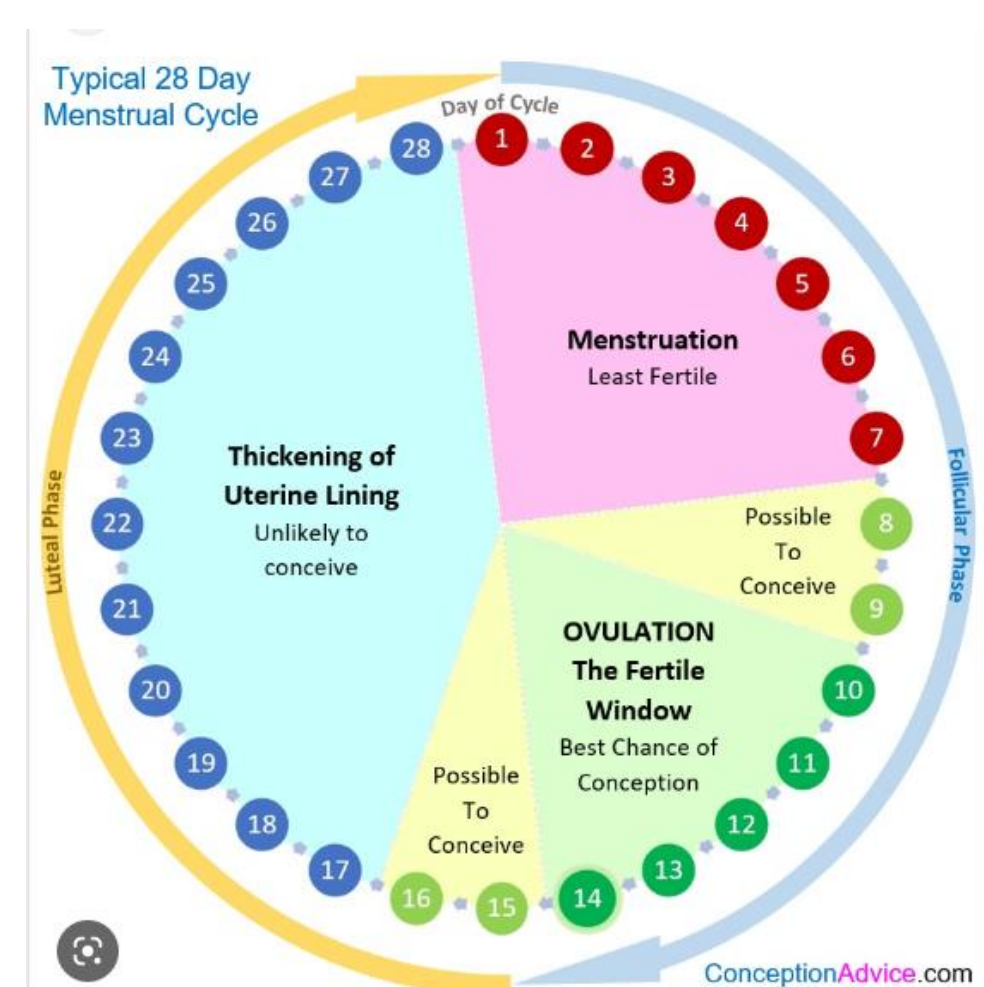 Typical 28 Day
Menstrual Cycle
Day of Cycle
1
2
3
4
5
6
7
8
9
10
11
12
13
14
15
16
17
18
19
20
21
22
23
24
25
26
27
28
Menstruation
Least Fertile
Possible
To
Conceive
OVULATION
The Fertile
Window
Best Chance of
Conception
Possible
To
Conceive
Thickening of
Uterine Lining
Unlikely to
conceive
Luteal Phase
Follicular Phase
ConceptionAdvice.com